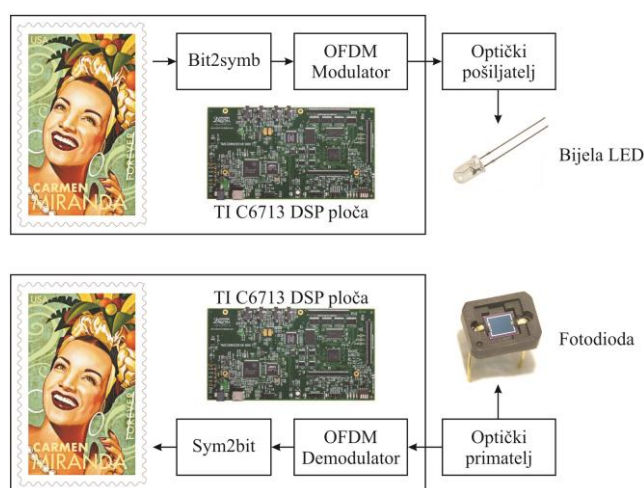 USA
CARMEN
MIRANDA
FOREVER
Bit2symb
OFDM
Modulator
Optički
pošiljatelj
TI C6713 DSP ploča
Bijela LED
USA
CARMEN
MIRANDA
FOREVER
TI C6713 DSP ploča
Fotodioda
Sym2bit
OFDM
Demodulator
Optički
primatelj